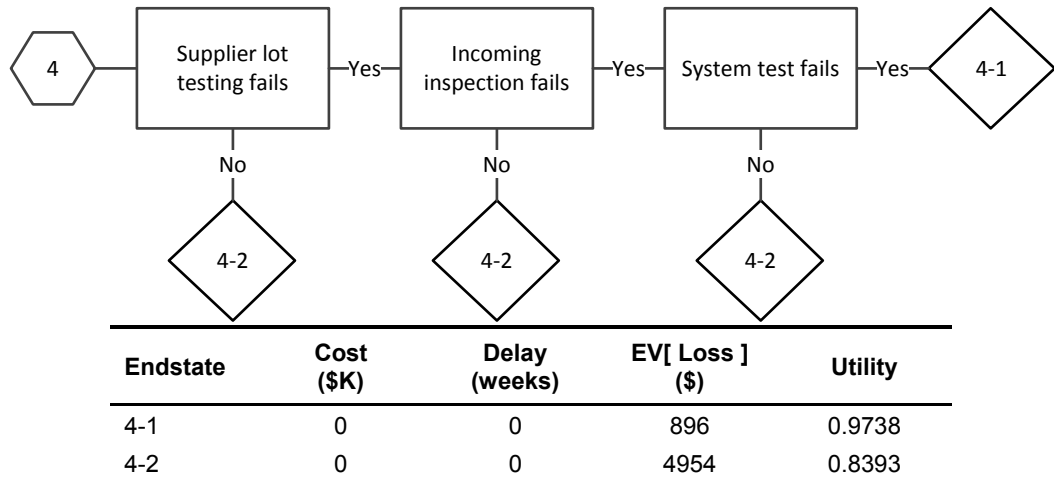 4
Supplier lot
testing fails
Yes
Incoming
inspection fails
Yes
System test fails
Yes
4-1
No
No
No
4-2
4-2
4-2
Endstate Cost ($K) Delay (weeks) EV[ Loss ] ($) Utility
4-1 0 0 896 0.9738
4-2 0 0 4954 0.8393